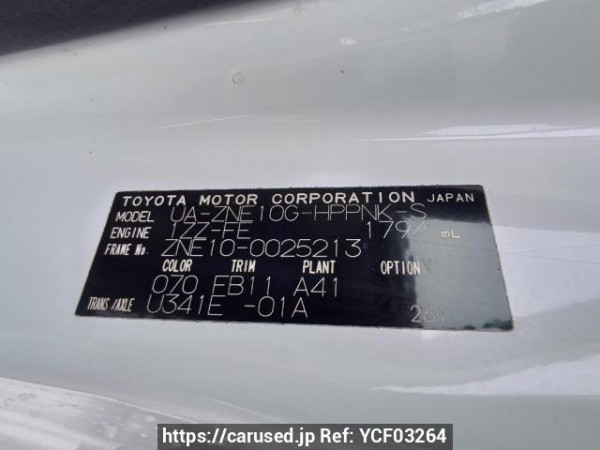 TOYOTA MOTOR CORPORATION JAPAN
MODEL UA-ZNE10G-HPPNK-S
ENGINE 1ZZ-FE 1794 mL
FRAME No. ZNE10-0025213
COLOR TRIM PLANT OPTION
070 EB11 A41
TRANS/AXLE U341E -01A
https://carused.jp Ref: YCF03264